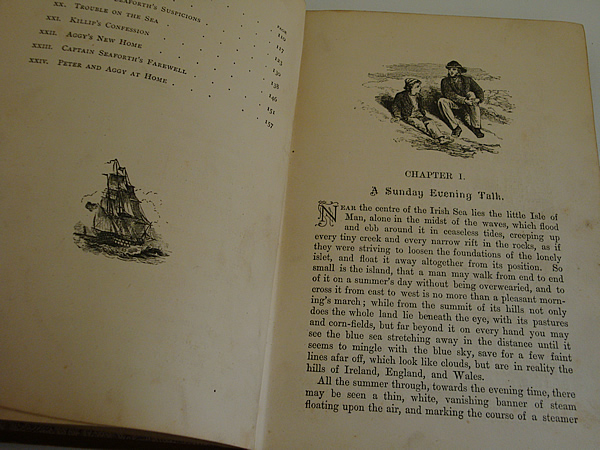 Seaforth's Suspicions
XX. Trouble on the Sea
XXI. Killip's Confession
XXII. Aggy's New Home
XXIII. Captain Seaforth's Farewell
XXIV. Peter and Aggy at Home
PAGE
117
123
130
138
146
151
157
CHAPTER I.
A Sunday Evening Talk.
NEAR the centre of the Irish Sea lies the little Isle of
Man, alone in the midst of the waves, which flood
and ebb around it in ceaseless tides, creeping up
every tiny creek and every narrow rift in the rocks, as if
they were striving to loosen the foundations of the lonely
islet, and float it away altogether from its position. So
small is the island, that a man may walk from end to end
of it on a summer's day without being overwearied, and to
cross it from east to west is no more than a pleasant morn-
ing's march; while from the summit of its hills not only
does the whole land lie beneath the eye, with its pastures
and corn-fields, but far beyond it on every hand you may
see the blue sea stretching away in the distance until it
seems to mingle with the blue sky, save for a few faint
lines afar off, which look like clouds, but are in reality the
hills of Ireland, England, and Wales.
All the summer through, towards the evening time, there
may be seen a thin, white, vanishing banner of steam
floating upon the air, and marking the course of a steamer